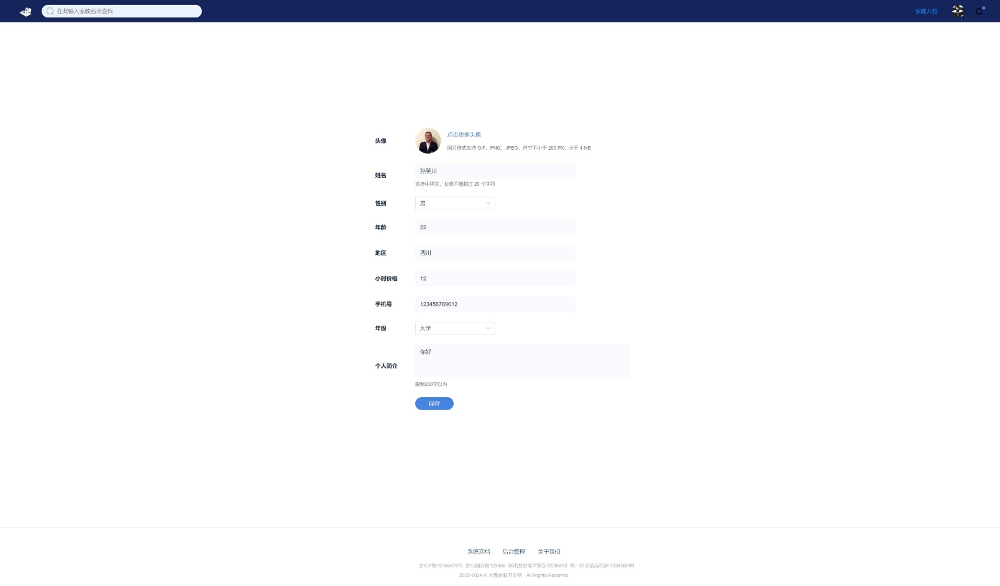 在此输入家教名来查找
家教入驻
头像
点击更换头像
图片格式支持 GIF、PNG、JPEG，尺寸不小于 200 PX，小于 4 MB
姓名
孙笑川
支持中英文，长度不能超过 20 个字符
性别
男
年龄
22
地区
四川
小时价格
12
手机号
123456789012
年级
大学
个人简介
你好
限制200字以内
保存
系统文档 后台管理 关于我们
京ICP备12345678号 京公网安备123456 新出发京零字第东123456号 统一社会信用代码 123456789
2022-2024 © 火煺家教开发组 · All Rights Reserved